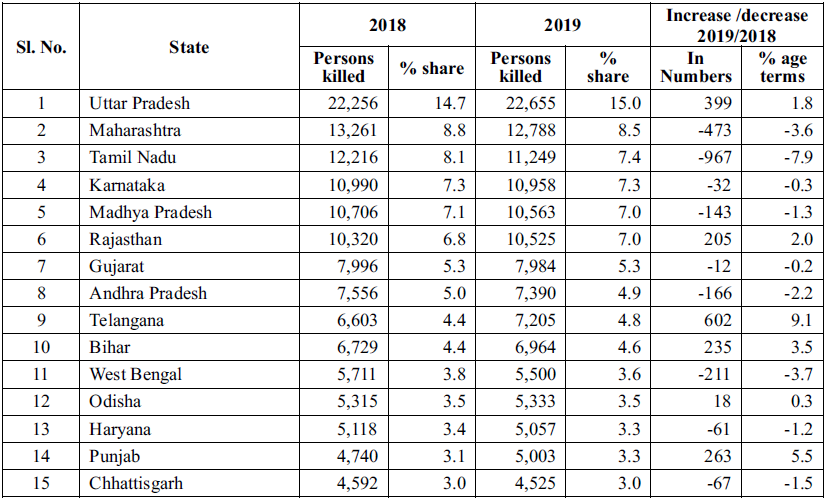 Sl. No. State 2018 2019 Increase /decrease 2019/2018
Persons killed % share Persons killed % share In Numbers % age terms
1 Uttar Pradesh 22,256 14.7 22,655 15.0 399 1.8
2 Maharashtra 13,261 8.8 12,788 8.5 -473 -3.6
3 Tamil Nadu 12,216 8.1 11,249 7.4 -967 -7.9
4 Karnataka 10,990 7.3 10,958 7.3 -32 -0.3
5 Madhya Pradesh 10,706 7.1 10,563 7.0 -143 -1.3
6 Rajasthan 10,320 6.8 10,525 7.0 205 2.0
7 Gujarat 7,996 5.3 7,984 5.3 -12 -0.2
8 Andhra Pradesh 7,556 5.0 7,390 4.9 -166 -2.2
9 Telangana 6,603 4.4 7,205 4.8 602 9.1
10 Bihar 6,729 4.4 6,964 4.6 235 3.5
11 West Bengal 5,711 3.8 5,500 3.6 -211 -3.7
12 Odisha 5,315 3.5 5,333 3.5 18 0.3
13 Haryana 5,118 3.4 5,057 3.3 -61 -1.2
14 Punjab 4,740 3.1 5,003 3.3 263 5.5
15 Chhattisgarh 4,592 3.0 4,525 3.0 -67 -1.5